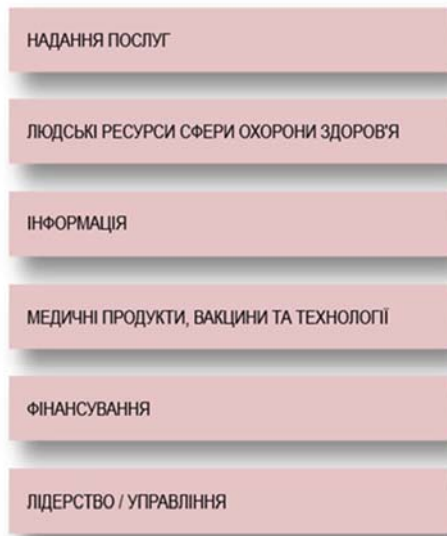 НАДАННЯ ПОСЛУГ
ЛЮДСЬКІ РЕСУРСИ СФЕРИ ОХОРОНИ ЗДОРОВ'Я
ІНФОРМАЦІЯ
МЕДИЧНІ ПРОДУКТИ, ВАКЦИНИ ТА ТЕХНОЛОГІЇ
ФІНАНСУВАННЯ
ЛІДЕРСТВО / УПРАВЛІННЯ